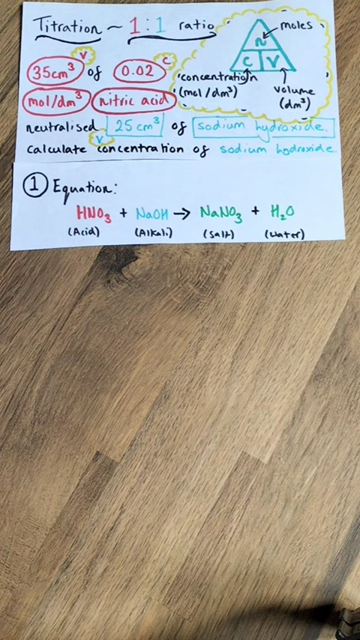 Titration ~ 1:1 ratio
moles
n
C V
concentration
(mol/dm³)
volume
(dm³)
V C
35cm³ of 0.02
mol/dm³ nitric acid
neutralised 25 cm³ of sodium hydroxide.
V
calculate concentration of sodium hydroxide
① Equation:
HNO₃ + NaOH → NaNO₃ + H₂O
(Acid) (Alkali) (Salt) (Water)